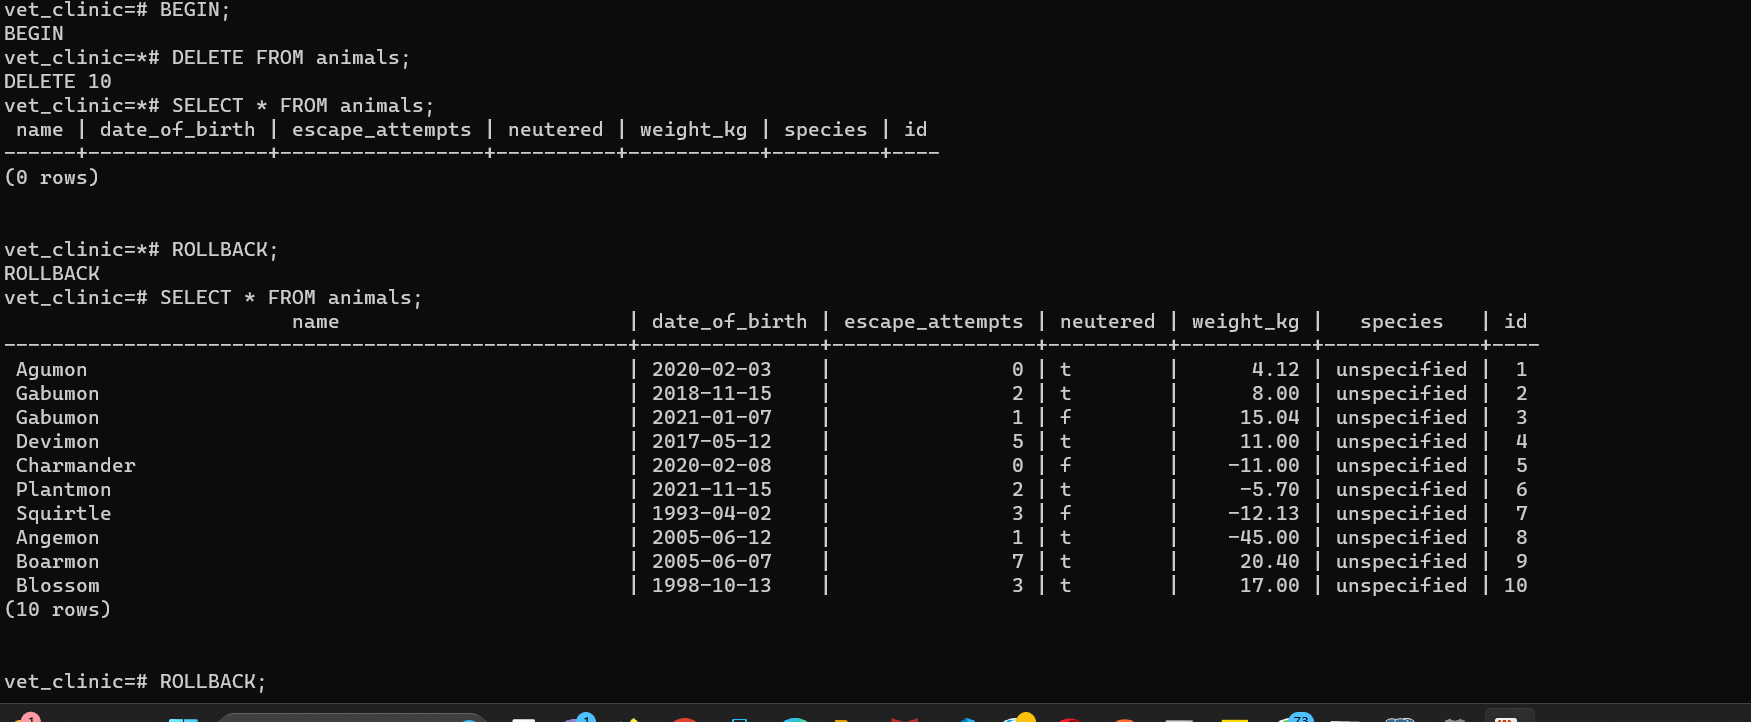 vet_clinic=# BEGIN;
BEGIN
vet_clinic=*# DELETE FROM animals;
DELETE 10
vet_clinic=*# SELECT * FROM animals;
 name | date_of_birth | escape_attempts | neutered | weight_kg | species | id
------+---------------+-----------------+----------+-----------+---------+----
(0 rows)
vet_clinic=*# ROLLBACK;
ROLLBACK
vet_clinic=# SELECT * FROM animals;
                        name                        | date_of_birth | escape_attempts | neutered | weight_kg |   species   | id
----------------------------------------------------+---------------+-----------------+----------+-----------+-------------+----
 Agumon                                             | 2020-02-03    |               0 | t        |      4.12 | unspecified |  1
 Gabumon                                            | 2018-11-15    |               2 | t        |      8.00 | unspecified |  2
 Gabumon                                            | 2021-01-07    |               1 | f        |     15.04 | unspecified |  3
 Devimon                                            | 2017-05-12    |               5 | t        |     11.00 | unspecified |  4
 Charmander                                         | 2020-02-08    |               0 | f        |    -11.00 | unspecified |  5
 Plantmon                                           | 2021-11-15    |               2 | t        |     -5.70 | unspecified |  6
 Squirtle                                           | 1993-04-02    |               3 | f        |    -12.13 | unspecified |  7
 Angemon                                            | 2005-06-12    |               1 | t        |    -45.00 | unspecified |  8
 Boarmon                                            | 2005-06-07    |               7 | t        |     20.40 | unspecified |  9
 Blossom                                            | 1998-10-13    |               3 | t        |     17.00 | unspecified | 10
(10 rows)
vet_clinic=# ROLLBACK;
1 1 73